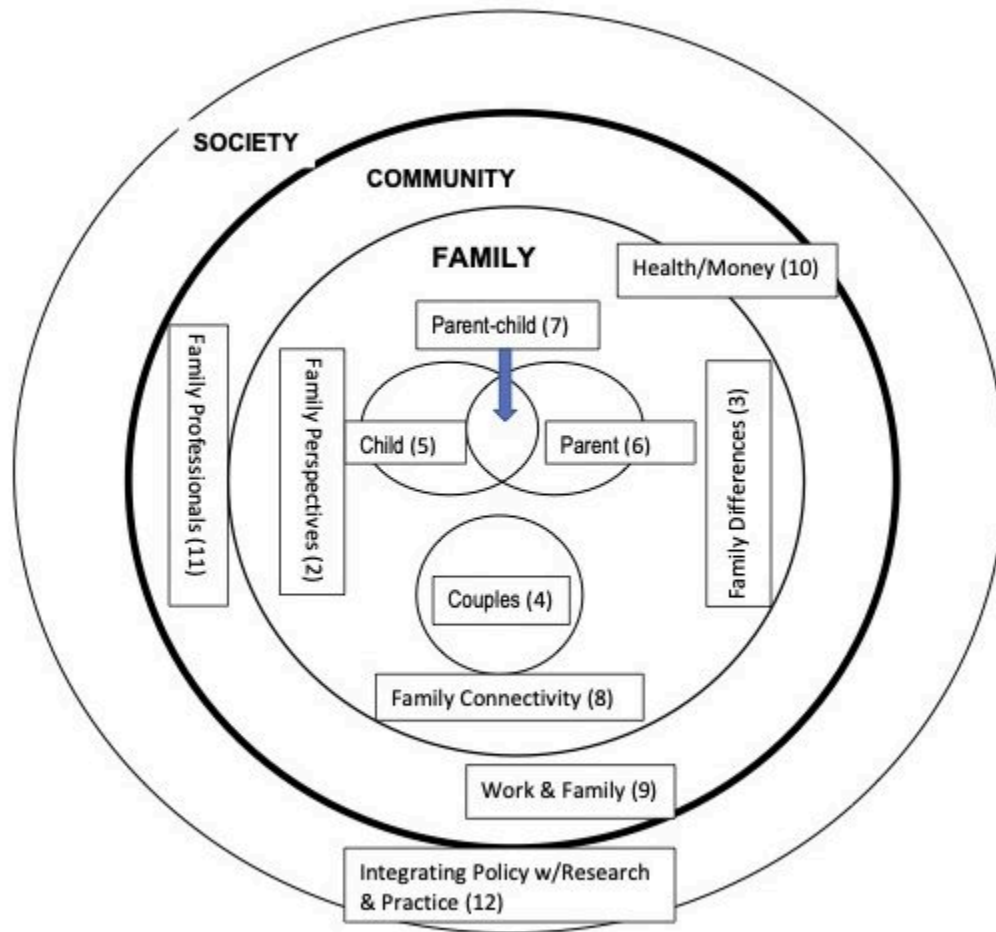 SOCIETY
COMMUNITY
FAMILY
Health/Money (10)
Parent-child (7)
Family Professionals (11)
Family Perspectives (2)
Child (5)
Parent (6)
Family Differences (3)
Couples (4)
Family Connectivity (8)
Work & Family (9)
Integrating Policy w/Research
& Practice (12)